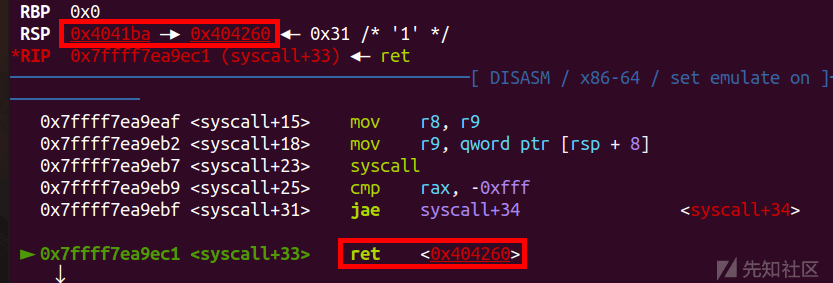 RBP 0x0
RSP 0x4041ba —▸ 0x404260 ◂— 0x31 /* '1' */
*RIP 0x7ffff7ea9ec1 (syscall+33) ◂— ret
[ DISASM / x86-64 / set emulate on ]
0x7ffff7ea9eaf <syscall+15> mov r8, r9
0x7ffff7ea9eb2 <syscall+18> mov r9, qword ptr [rsp + 8]
0x7ffff7ea9eb7 <syscall+23> syscall
0x7ffff7ea9eb9 <syscall+25> cmp rax, -0xfff
0x7ffff7ea9ebf <syscall+31> jae syscall+34 <syscall+34>
► 0x7ffff7ea9ec1 <syscall+33> ret <0x404260>
↓
先知社区